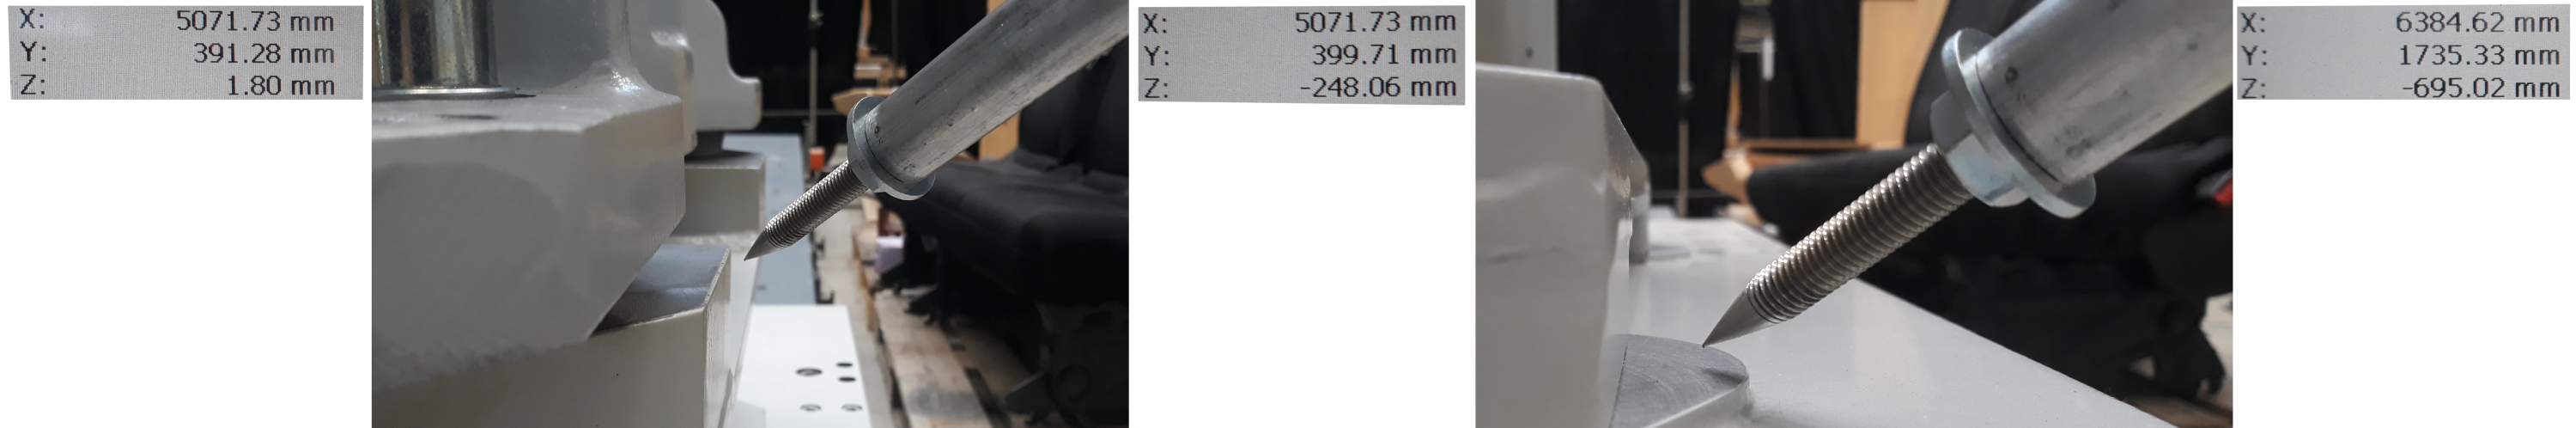 X: 5071.73 mm
Y: 391.28 mm
Z: 1.80 mm
X: 5071.73 mm
Y: 399.71 mm
Z: -248.06 mm
X: 6384.62 mm
Y: 1735.33 mm
Z: -695.02 mm